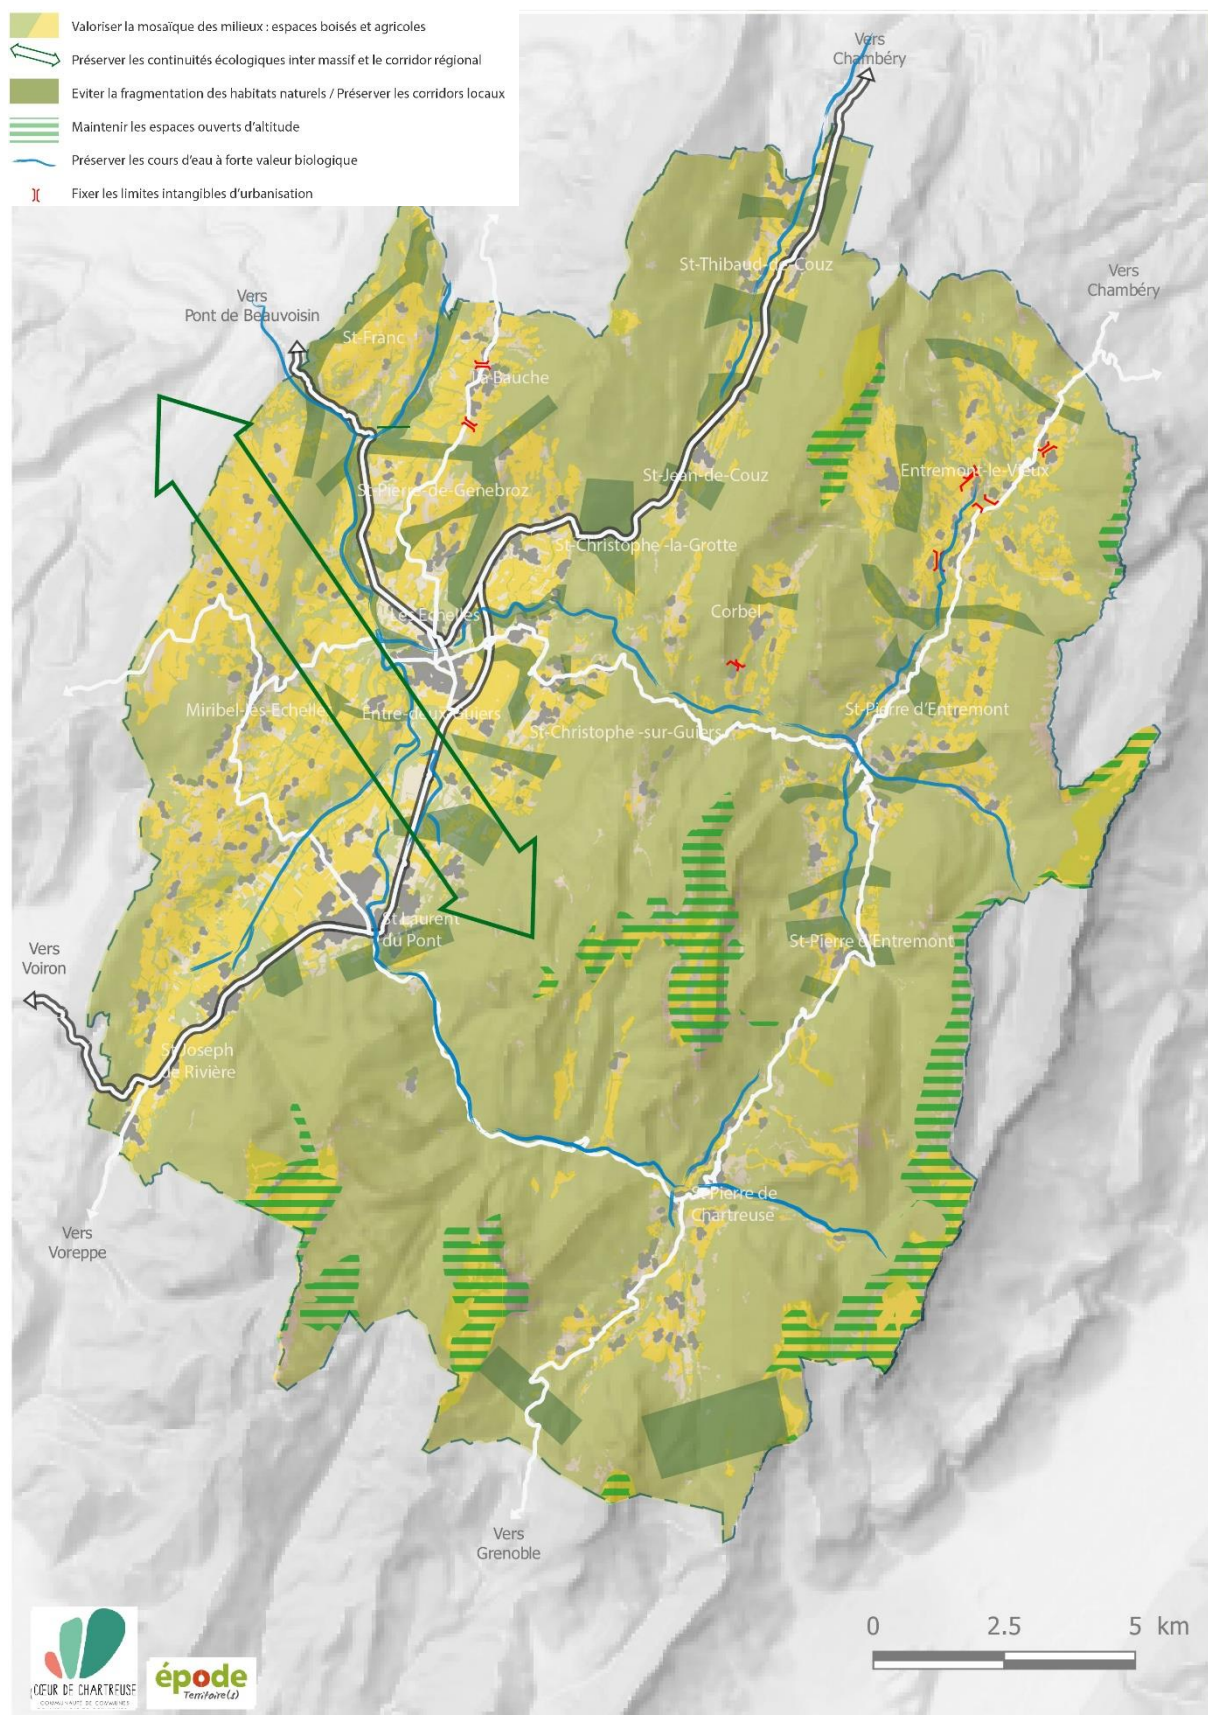 Valoriser la mosaïque des milieux : espaces boisés et agricoles
Préserver les continuités écologiques inter massif et le corridor régional
Eviter la fragmentation des habitats naturels / Préserver les corridors locaux
Maintenir les espaces ouverts d'altitude
Préserver les cours d'eau à forte valeur biologique
Fixer les limites intangibles d'urbanisation
Vers
Chambéry
St-Thibaud-de-Couz
Vers
Chambéry
Vers
Pont de Beauvoisin
St-Franc
La Bauche
St-Jean-de-Couz
Entremont-le-Vieux
St-Pierre-de-Genebroz
St-Christophe -la-Grotte
Les Echelles
Corbel
Miribel-les-Echelles
Entre-deux-Guiers
St-Christophe -sur-Guiers
St-Pierre d'Entremont
St Laurent
du Pont
St-Pierre d'Entremont
Vers
Voiron
St-Joseph
de Rivière
St-Pierre de
Chartreuse
Vers
Voreppe
Vers
Grenoble
0 2.5 5 km
CŒUR DE CHARTREUSE
COMMUNAUTÉ DE COMMUNES
épode
Territoire(s)